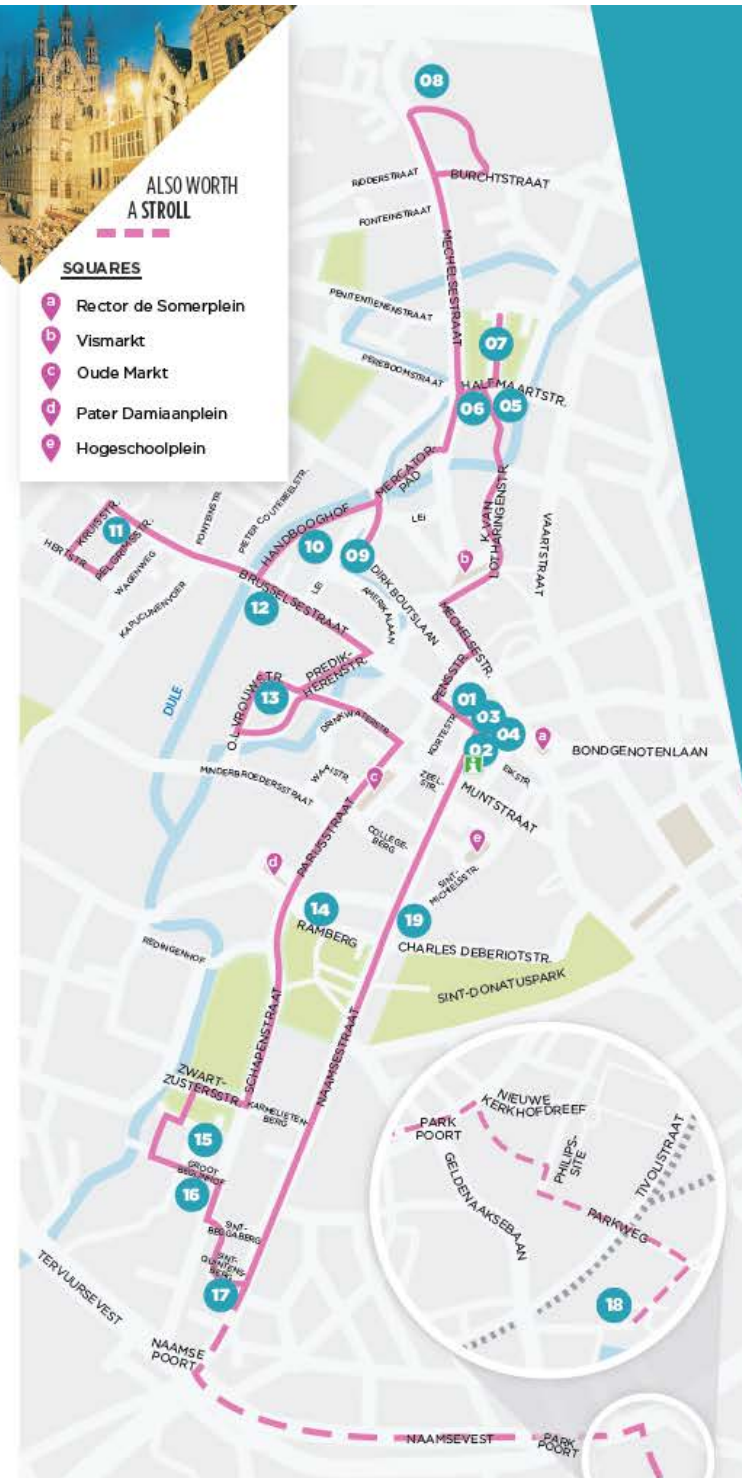 ALSO WORTH
A STROLL
SQUARES
a Rector de Somerplein
b Vismarkt
c Oude Markt
d Pater Damiaanplein
e Hogeschoolplein
08
RIDDERSTRAAT
BURCHTSTRAAT
FONTEINSTRAAT
MECHELSESTRAAT
PENITENTIENENSTRAAT
07
PEREBOOMSTRAAT
HALFMAARTSTR.
06
05
MERCATOR-
PAD
K. VAN
LOTHARINGENSTR.
LEI
VAARTSTRAAT
PIETER COUTEREELSTR.
FONTEINSTR.
HANDBOOGHOF
KRUISSTR.
11
PELGRIMSSTR.
HERTSTR.
WAGENWEG
KAPUCIJNENVOER
10
09
b
DIRK BOUTSLAAN
AMERIKALAAN
LEI
BRUSSELSESTRAAT
12
MECHELSESTR.
PENSSTR.
PREDIK-
HERENSTR.
O.L. VROUWSTR.
13
DIJLE
DRINKWATERSTR.
KORTESTR.
01
03
04
02
i
a
BONDGENOTENLAAN
EIKSTR.
MUNTSTRAAT
ZEEL-
STR.
WAAISTR.
c
MINDERBROEDERSSTRAAT
PARIJSSTRAAT
COLLEGE-
BERG
e
SINT-
MICHIELSSTR.
d
14
RAMBERG
19
CHARLES DEBERIOTSTR.
REDINGENHOF
SINT-DONATUSPARK
SCHAPENSTRAAT
NAAMSESTRAAT
ZWART-
ZUSTERSSTR.
KARMELIETEN-
BERG
15
GROOT
BEGIJNHOF
16
SINT-
BEGGABERG
SINT-
QUINTENS-
BERG
17
TERVUURSEVEST
NAAMSE
POORT
NAAMSEVEST
PARK
POORT
PARK
POORT
NIEUWE
KERKHOFDREEF
GELDENAAKSEBAAN
PHILIPS-
SITE
TIVOLISTRAAT
PARKWEG
18